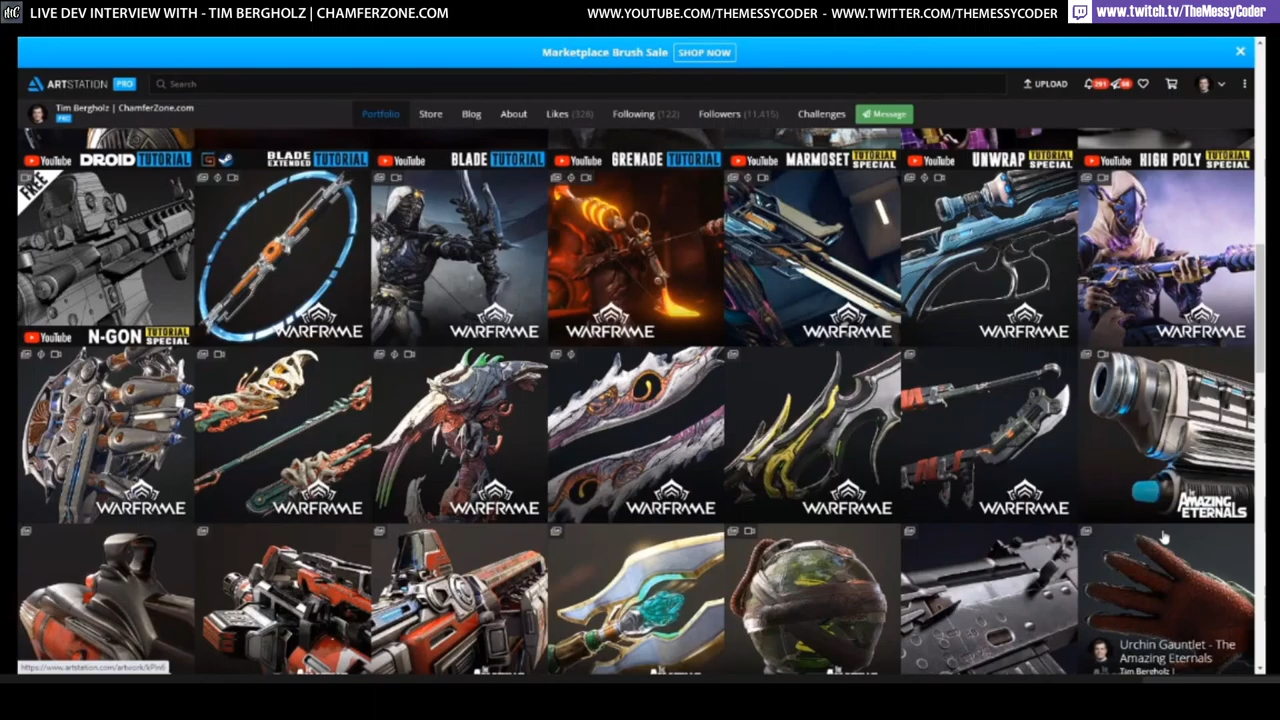 LIVE DEV INTERVIEW WITH - TIM BERGHOLZ | CHAMFERZONE.COM
WWW.YOUTUBE.COM/THEMESSYCODER - WWW.TWITTER.COM/THEMESSYCODER
www.twitch.tv/TheMessyCoder
Marketplace Brush Sale SHOP NOW
ARTSTATION PRO Search UPLOAD
Tim Bergholz | ChamferZone.com
PRO
Portfolio Store Blog About Likes (328) Following (122) Followers (11,415) Challenges Message
YouTube DROID TUTORIAL
BLADE EXTENDED TUTORIAL
YouTube BLADE TUTORIAL
YouTube GRENADE TUTORIAL
YouTube MARMOSET TUTORIAL SPECIAL
YouTube UNWRAP TUTORIAL SPECIAL
YouTube HIGH POLY TUTORIAL SPECIAL
FREE
YouTube N-GON TUTORIAL SPECIAL
WARFRAME
WARFRAME
WARFRAME
WARFRAME
WARFRAME
WARFRAME
WARFRAME
WARFRAME
WARFRAME
WARFRAME
WARFRAME
WARFRAME
AMAZING ETERNALS
Urchin Gauntlet - The
Amazing Eternals
Tim Bergholz |